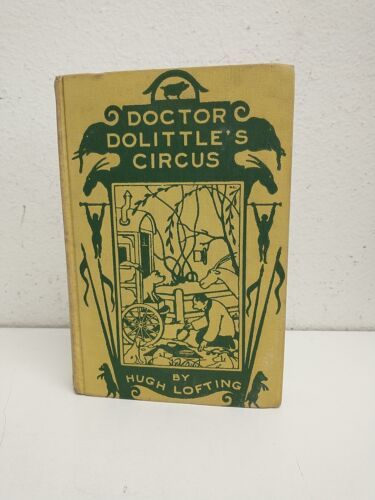 DOCTOR
DOLITTLE'S
CIRCUS
BY
HUGH LOFTING